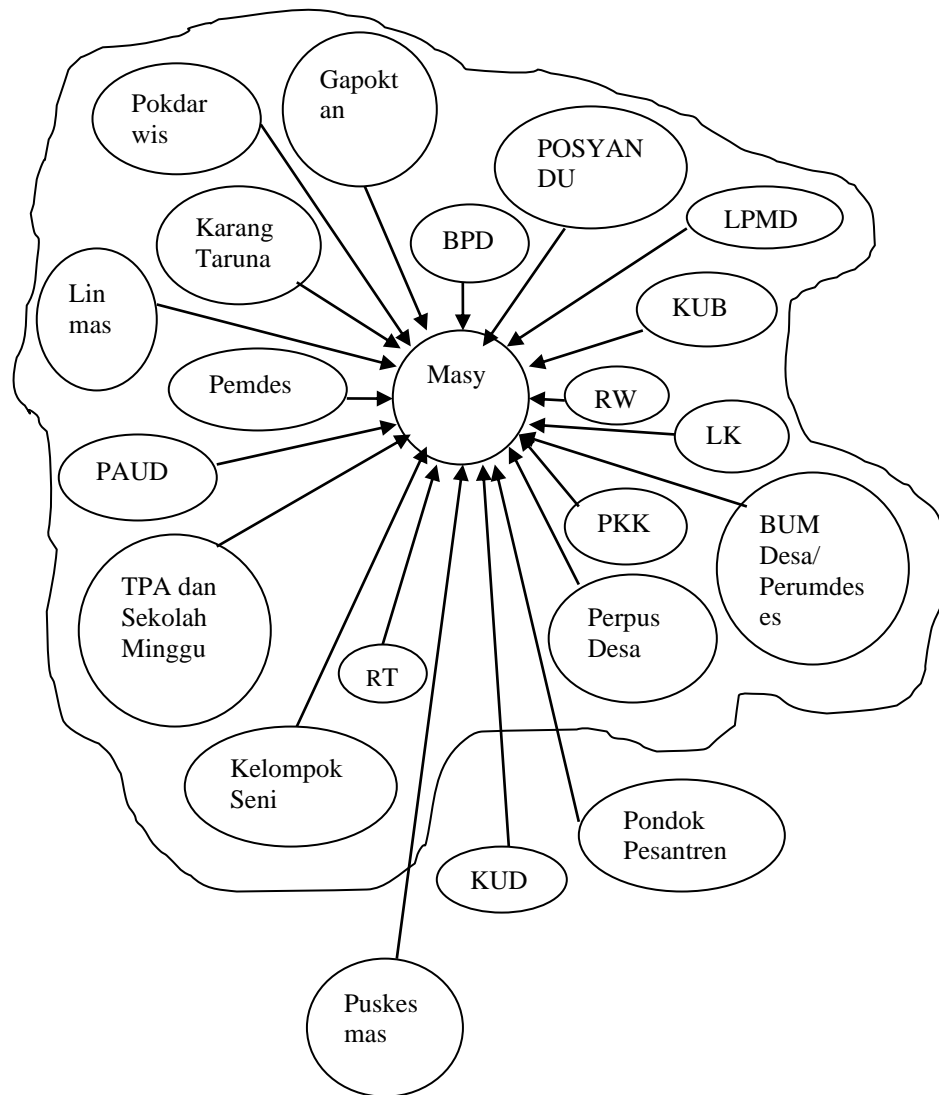 Gapokt
an
Pokdar
wis
POSYAN
DU
LPMD
Karang
Taruna
BPD
Lin
mas
KUB
Masy
Pemdes
RW
LK
PAUD
PKK
BUM
Desa/
Perumdes
es
TPA dan
Sekolah
Minggu
Perpus
Desa
RT
Kelompok
Seni
Pondok
Pesantren
KUD
Puskes
mas